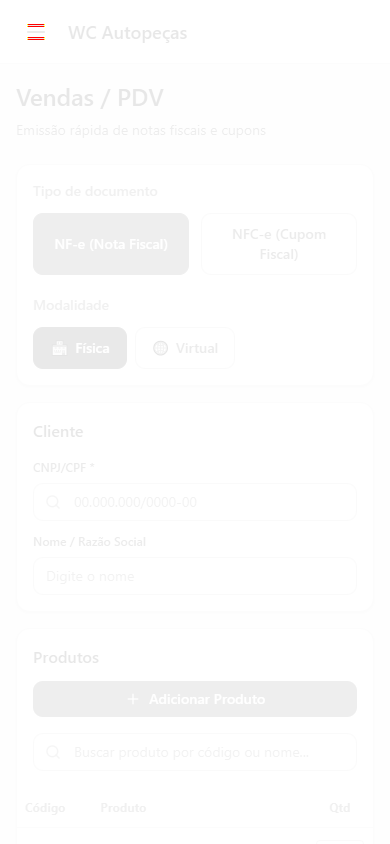 WC Autopeças
Vendas / PDV
Emissão rápida de notas fiscais e cupons
Tipo de documento
NF-e (Nota Fiscal)
NFC-e (Cupom
Fiscal)
Modalidade
Física
Virtual
Cliente
CNPJ/CPF *
00.000.000/0000-00
Nome / Razão Social
Digite o nome
Produtos
+ Adicionar Produto
Buscar produto por código ou nome...
Código Produto Qtd